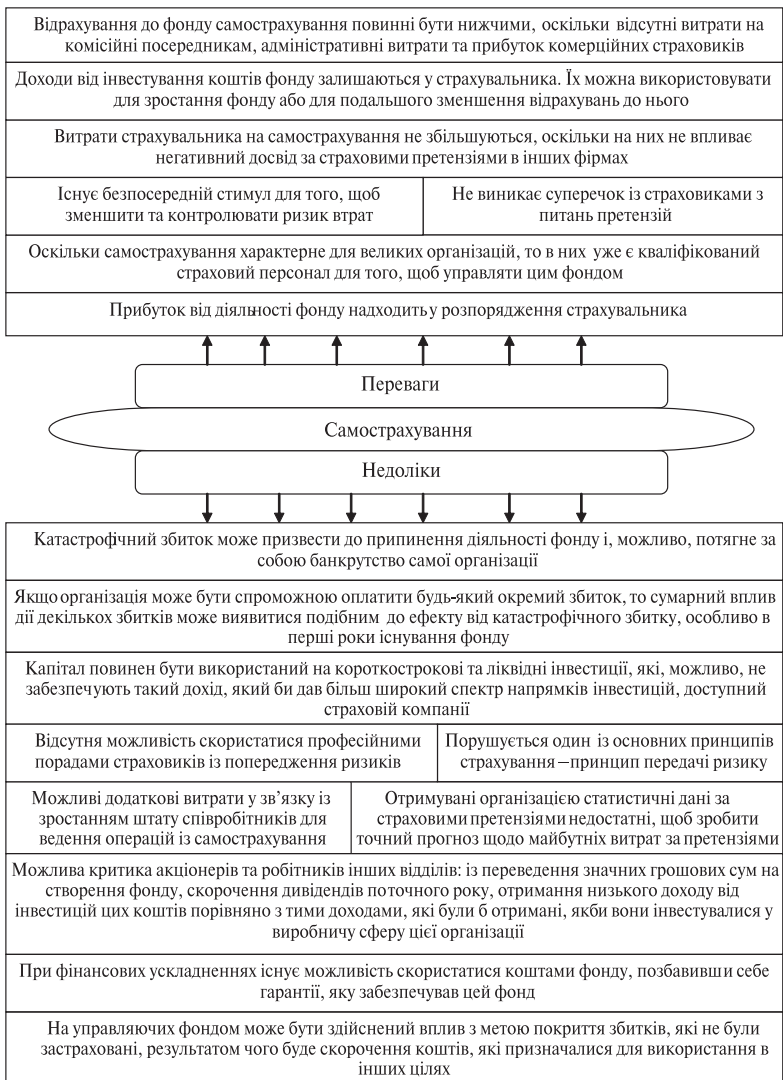 Відрахування до фонду самострахування повинні бути нижчими, оскільки відсутні витрати на
комісійні посередникам, адміністративні витрати та прибуток комерційних страховиків
Доходи від інвестування коштів фонду залишаються у страхувальника. Їх можна використовувати
для зростання фонду або для подальшого зменшення відрахувань до нього
Витрати страхувальника на самострахування не збільшуються, оскільки на них не впливає
негативний досвід за страховими претензіями в інших фірмах
Існує безпосередній стимул для того, щоб
зменшити та контролювати ризик втрат
Не виникає суперечок із страховиками з
питань претензій
Оскільки самострахування характерне для великих організацій, то в них уже є кваліфікований
страховий персонал для того, щоб управляти цим фондом
Прибуток від діяльності фонду надходить у розпорядження страхувальника
Переваги
Самострахування
Недоліки
Катастрофічний збиток може призвести до припинення діяльності фонду і, можливо, потягне за
собою банкрутство самої організації
Якщо організація може бути спроможною оплатити будь-який окремий збиток, то сумарний вплив
дії декількох збитків може виявитися подібним до ефекту від катастрофічного збитку, особливо в
перші роки існування фонду
Капітал повинен бути використаний на короткострокові та ліквідні інвестиції, які, можливо, не
забезпечують такий дохід, який би дав більш широкий спектр напрямків інвестицій, доступний
страховій компанії
Відсутня можливість скористатися професійними
порадами страховиків із попередження ризиків
Порушується один із основних принципів
страхування – принцип передачі ризику
Можливі додаткові витрати у зв’язку із
зростанням штату співробітників для
ведення операцій із самострахування
Отримувані організацією статистичні дані за
страховими претензіями недостатні, щоб зробити
точний прогноз щодо майбутніх витрат за претензіями
Можлива критика акціонерів та робітників інших відділів: із переведення значних грошових сум на
створення фонду, скорочення дивідендів поточного року, отримання низького доходу від
інвестицій цих коштів порівняно з тими доходами, які були б отримані, якби вони інвестувалися у
виробничу сферу цієї організації
При фінансових ускладненнях існує можливість скористатися коштами фонду, позбавивши себе
гарантії, яку забезпечував цей фонд
На управляючих фондом може бути здійснений вплив з метою покриття збитків, які не були
застраховані, результатом чого буде скорочення коштів, які призначалися для використання в
інших цілях